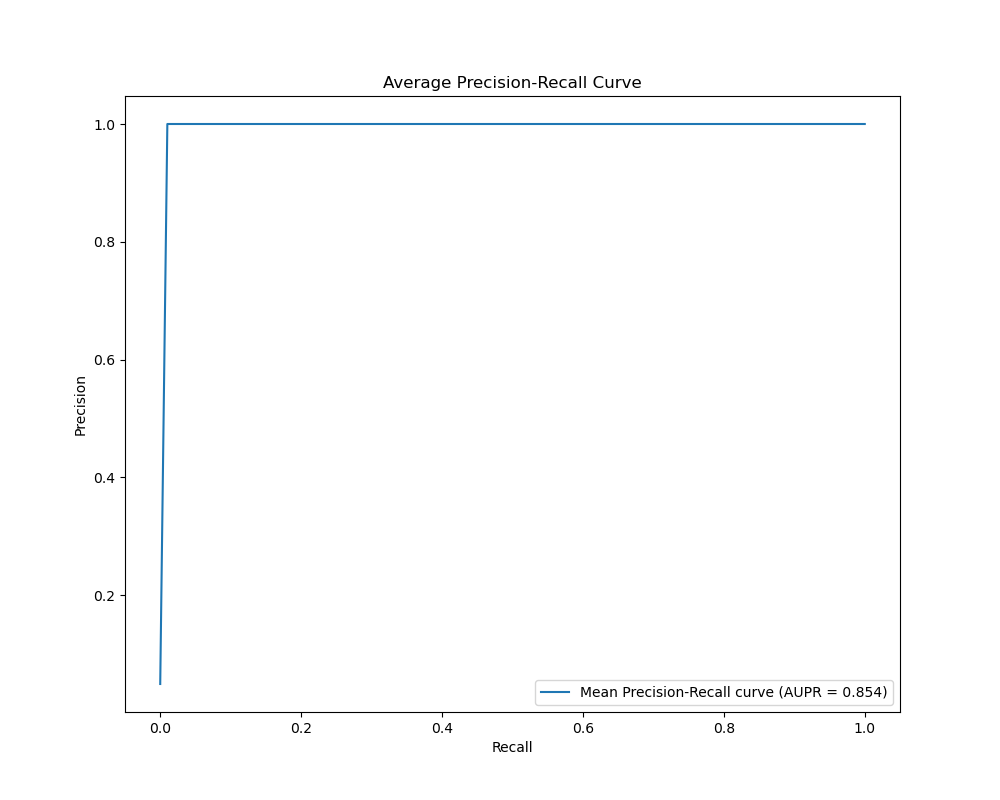 Average Precision-Recall Curve
1.0
0.8
0.6
0.4
0.2
Precision
Mean Precision-Recall curve (AUPR = 0.854)
0.0 0.2 0.4 0.6 0.8 1.0
Recall